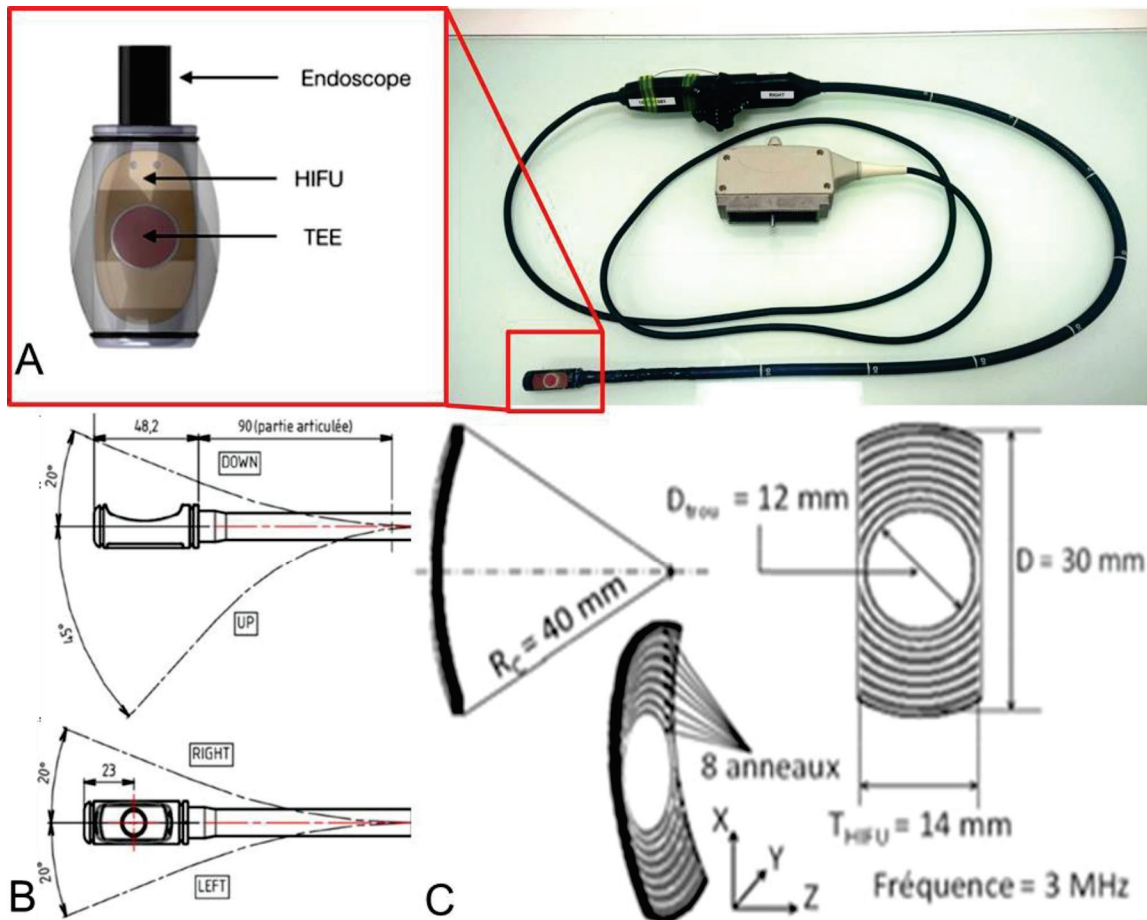 Endoscope
HIFU
TEE
A
RIGHT
48,2
90 (partie articulée)
20°
DOWN
45°
UP
RIGHT
20°
23
20°
LEFT
B
C
D_trou = 12 mm
D = 30 mm
R_C = 40 mm
8 anneaux
T_HIFU = 14 mm
X
Y
Z
Fréquence = 3 MHz